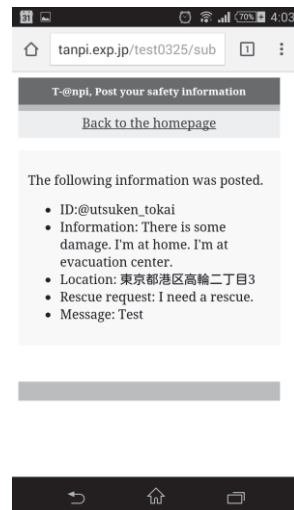 31 70% 4:03
tanpi.exp.jp/test0325/sub 1
T-@npi, Post your safety information
Back to the homepage
The following information was posted.
• ID:@utsuken_tokai
• Information: There is some
damage. I'm at home. I'm at
evacuation center.
• Location: 東京都港区高輪二丁目3
• Rescue request: I need a rescue.
• Message: Test